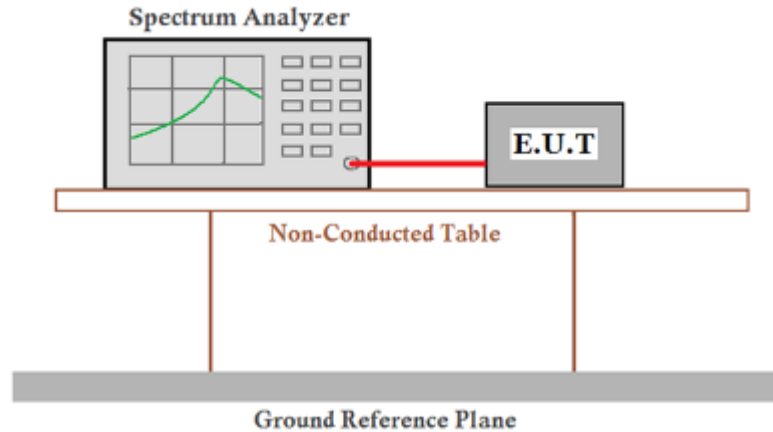 Spectrum Analyzer
E.U.T
Non-Conducted Table
Ground Reference Plane